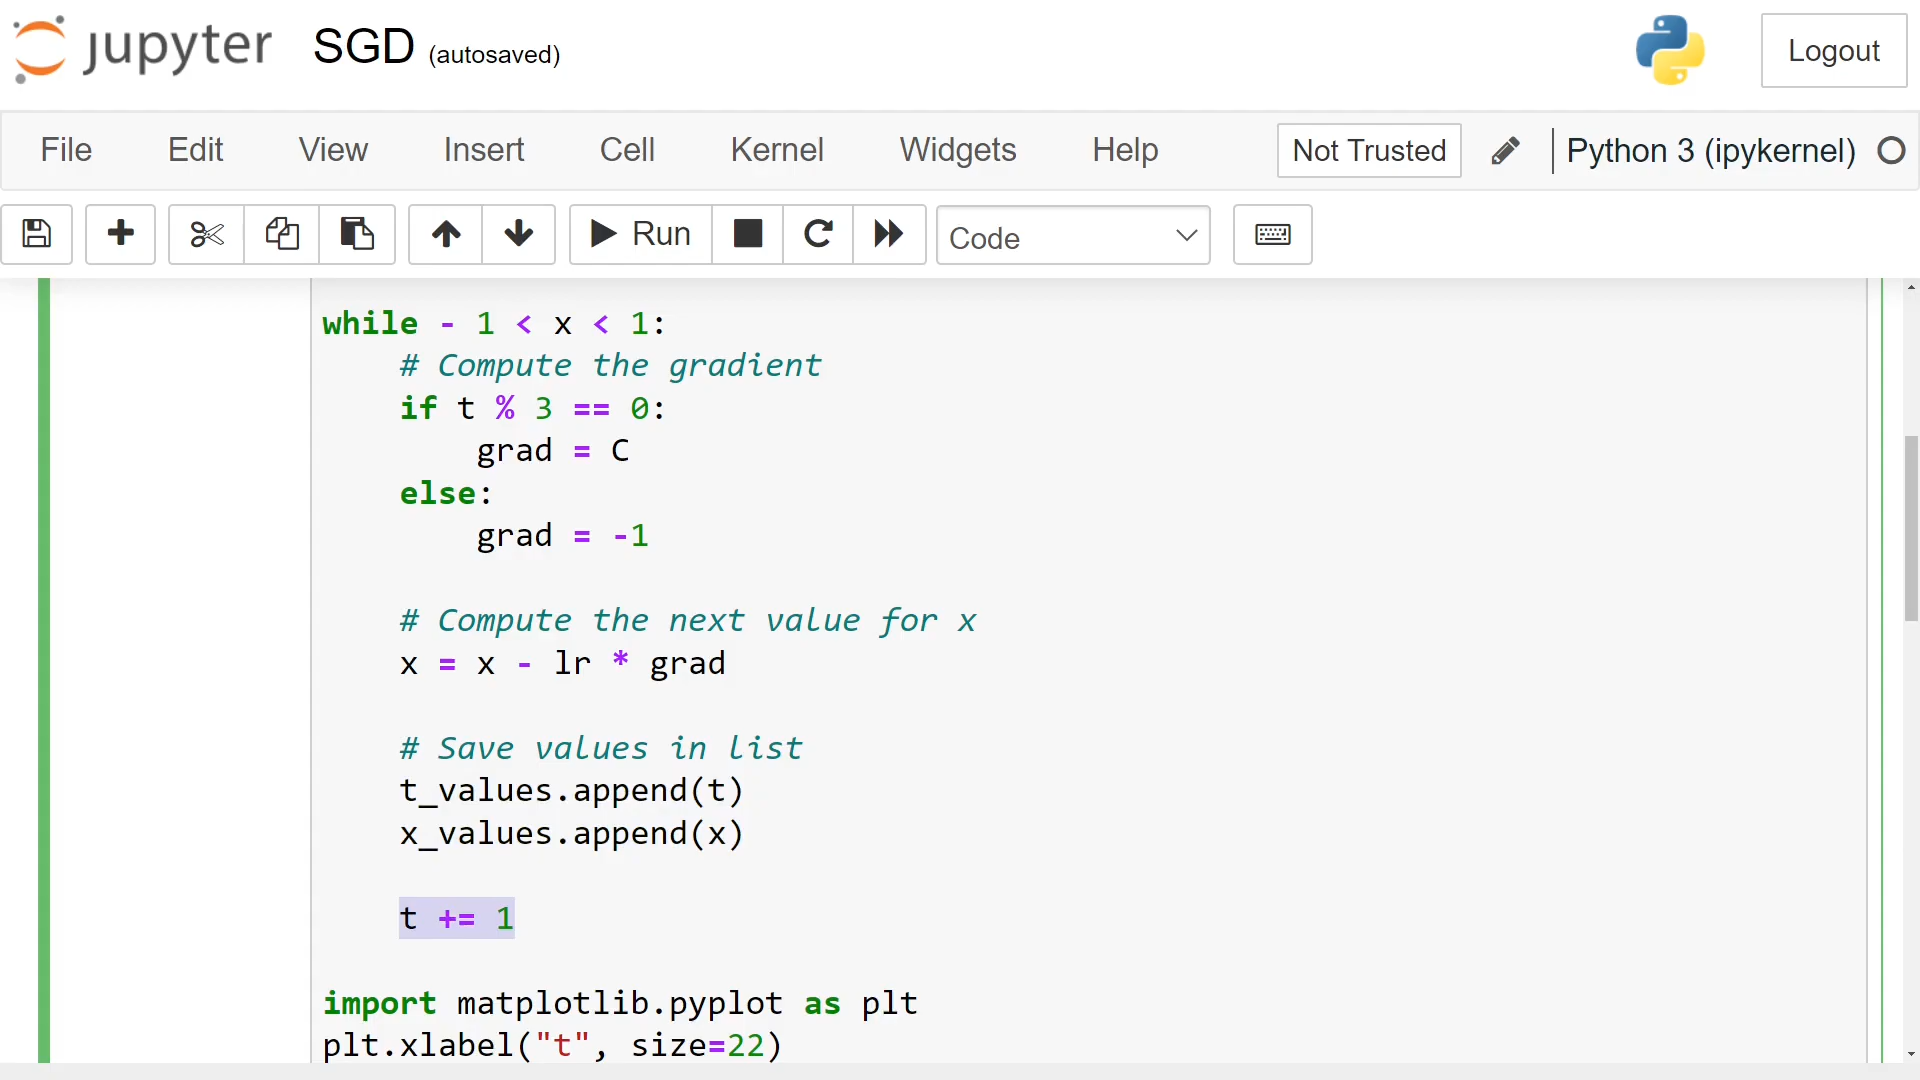 jupyter SGD (autosaved) Logout
File Edit View Insert Cell Kernel Widgets Help Not Trusted Python 3 (ipykernel)
Run Code
while - 1 < x < 1:
# Compute the gradient
if t % 3 == 0:
grad = C
else:
grad = -1
# Compute the next value for x
x = x - lr * grad
# Save values in list
t_values.append(t)
x_values.append(x)
t += 1
import matplotlib.pyplot as plt
plt.xlabel("t", size=22)